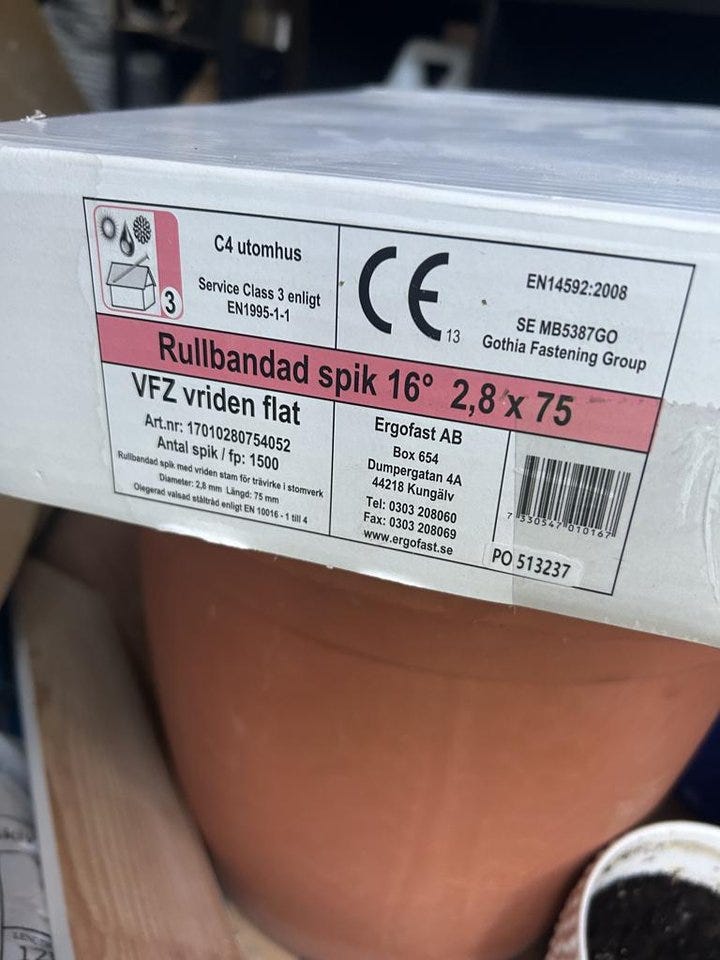 3
C4 utomhus
Service Class 3 enligt
EN1995-1-1
CE
13
EN14592:2008
SE MB5387GO
Gothia Fastening Group
Rullbandad spik 16° 2,8 x 75
VFZ vriden flat
Art.nr: 17010280754052
Antal spik / fp: 1500
Rullbandad spik med vriden stam för trävirke i stomverk
Diameter: 2,8 mm Längd: 75 mm
Olegerad valsad ståltråd enligt EN 10016 - 1 till 4
Ergofast AB
Box 654
Dumpergatan 4A
44218 Kungälv
Tel: 0303 208060
Fax: 0303 208069
www.ergofast.se
7 330547 010167
PO 513237